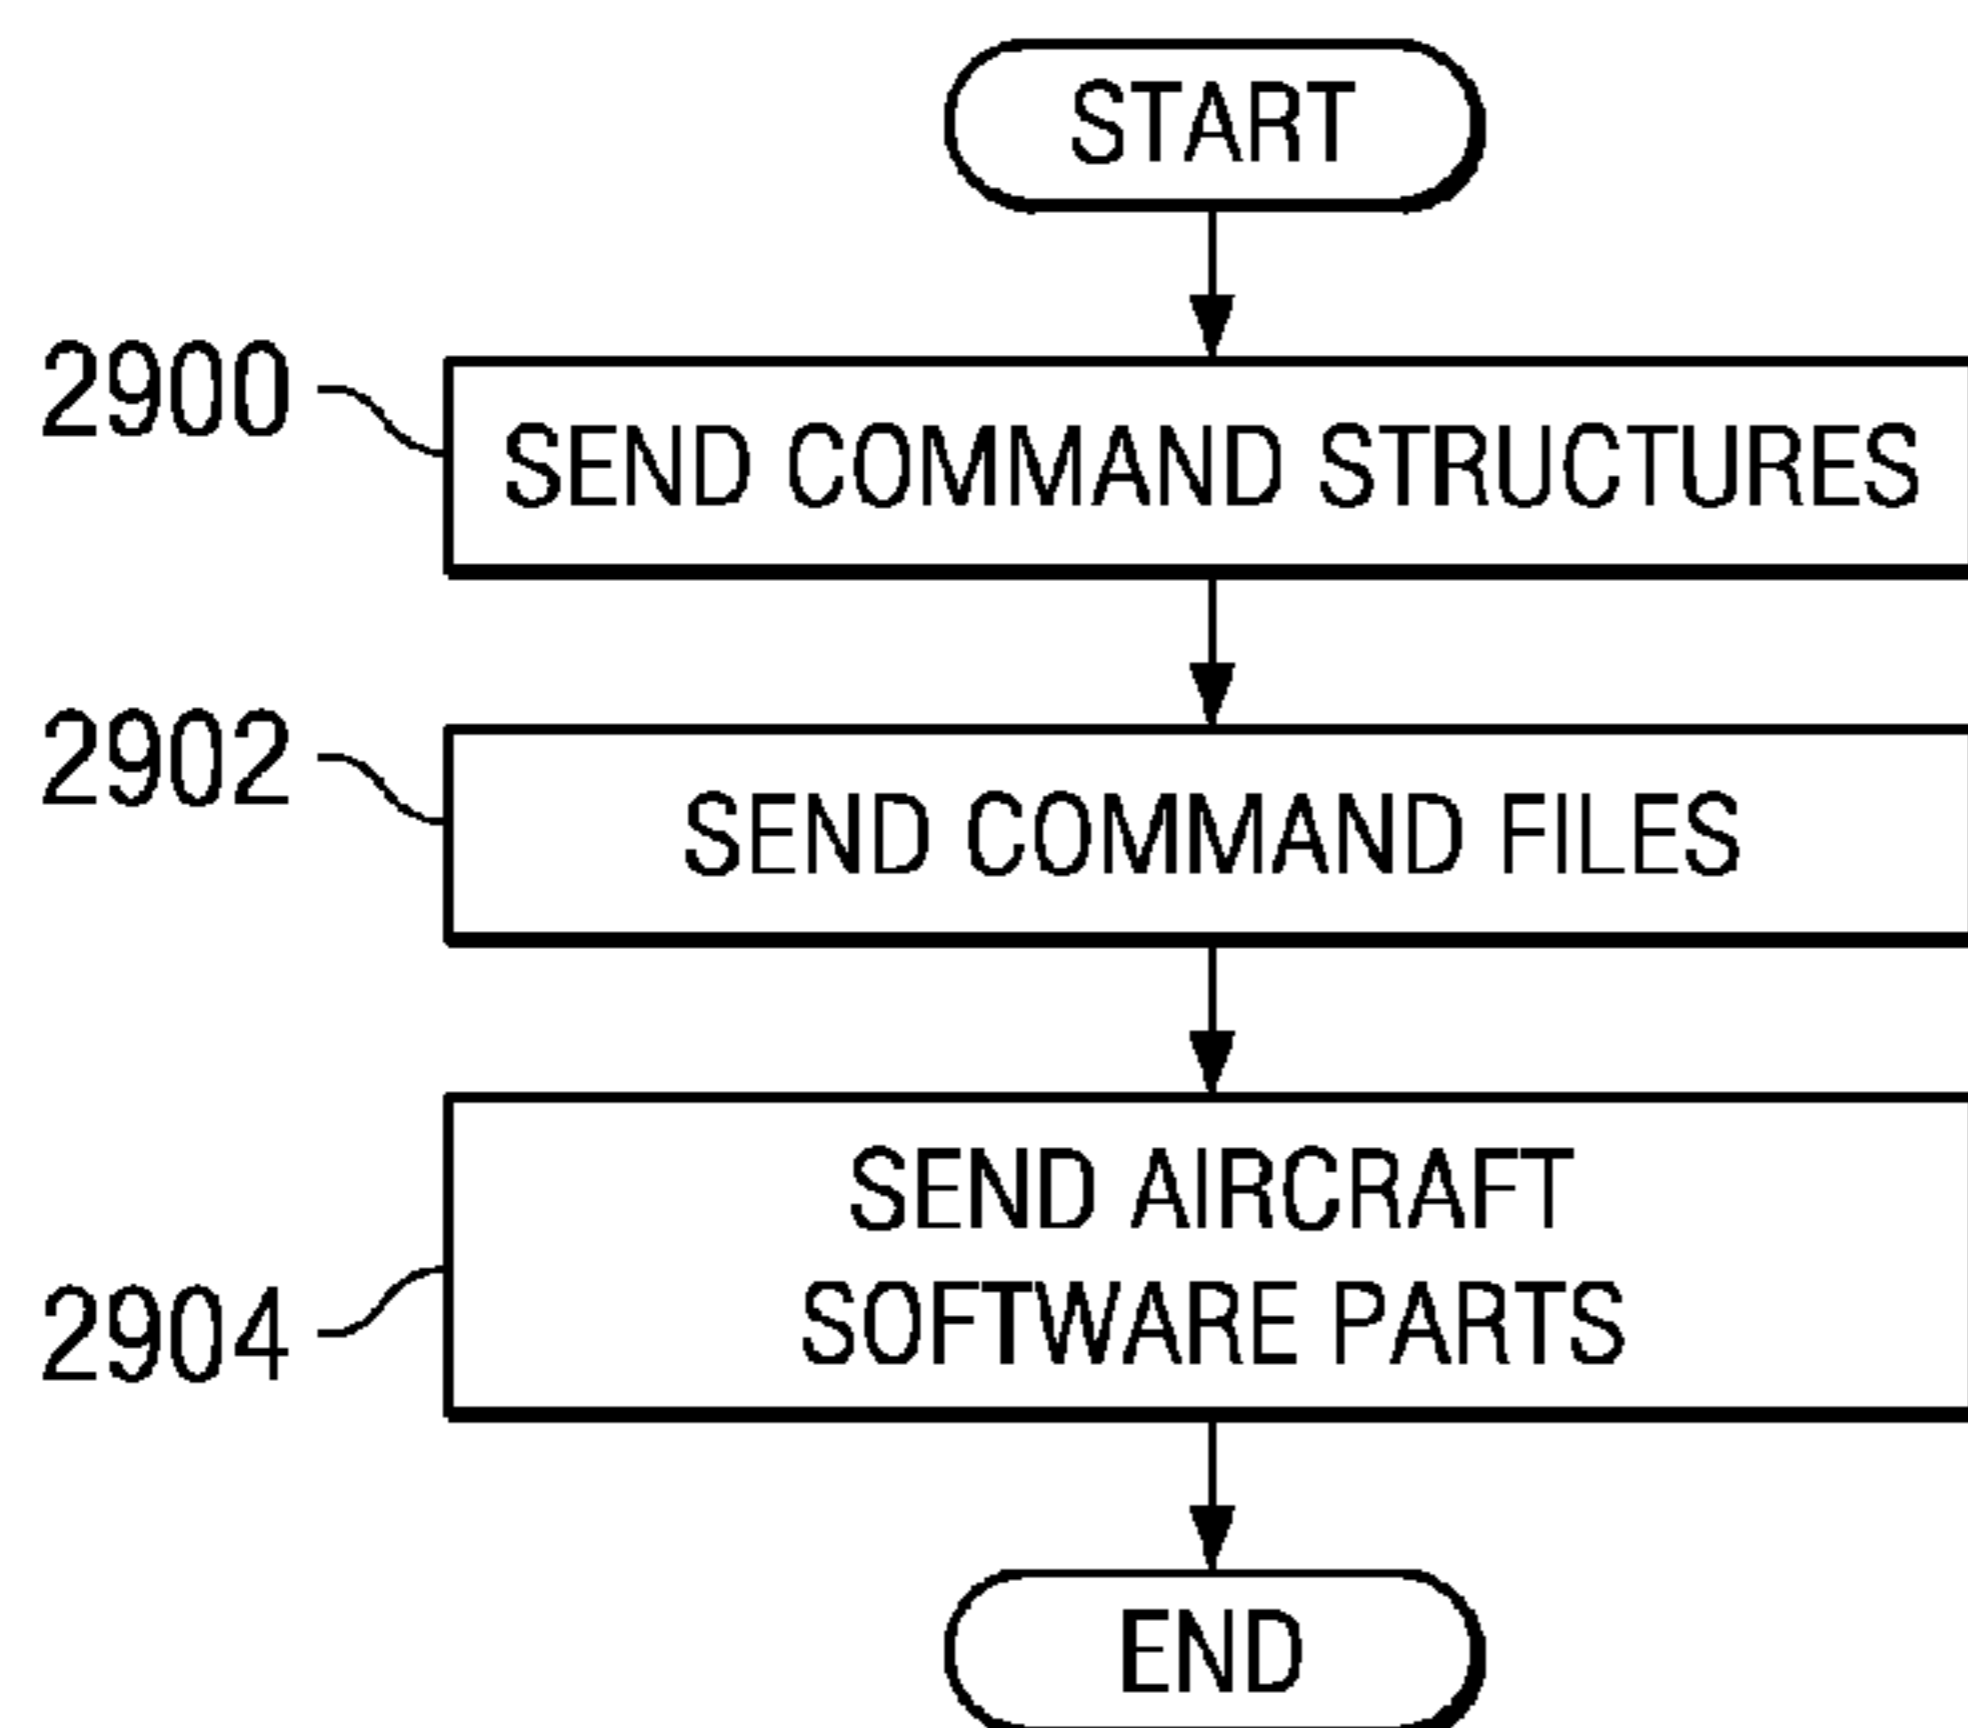 START
2900
SEND COMMAND STRUCTURES
2902
SEND COMMAND FILES
SEND AIRCRAFT
SOFTWARE PARTS
2904
END